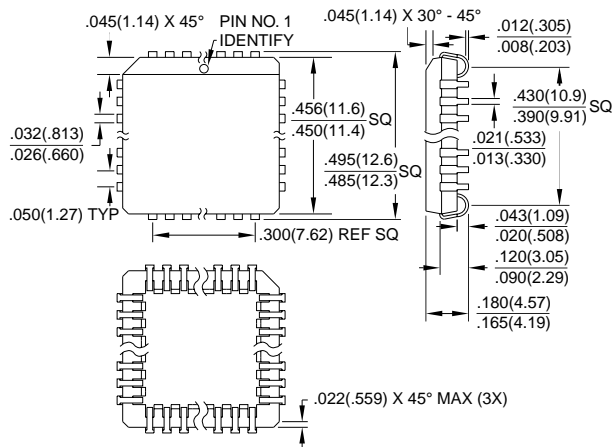 .045(1.14) X 45°
PIN NO. 1
IDENTIFY
.045(1.14) X 30° - 45°
.012(.305)
.008(.203)
.456(11.6)
.450(11.4)
SQ
.430(10.9)
.390(9.91)
SQ
.032(.813)
.026(.660)
.495(12.6)
.485(12.3)
SQ
.021(.533)
.013(.330)
.050(1.27) TYP
.300(7.62) REF SQ
.043(1.09)
.020(.508)
.120(3.05)
.090(2.29)
.180(4.57)
.165(4.19)
.022(.559) X 45° MAX (3X)